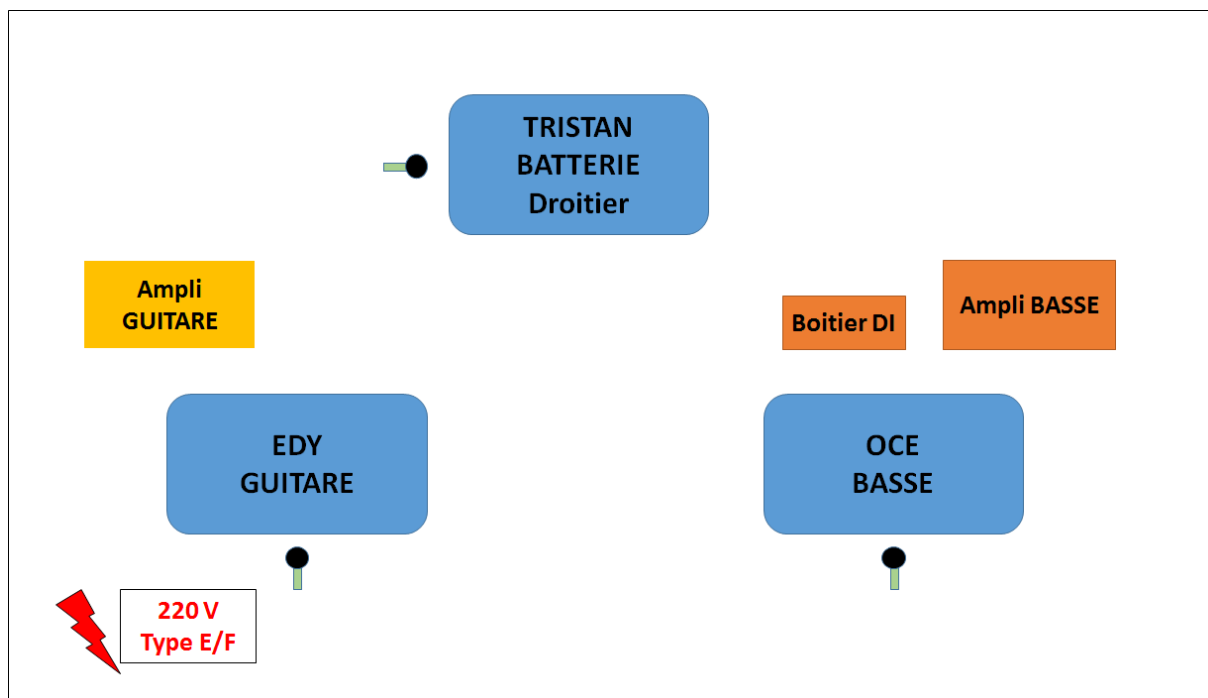 TRISTAN
BATTERIE
Droitier
Ampli
GUITARE
Boitier DI
Ampli BASSE
EDY
GUITARE
OCE
BASSE
220 V
Type E/F